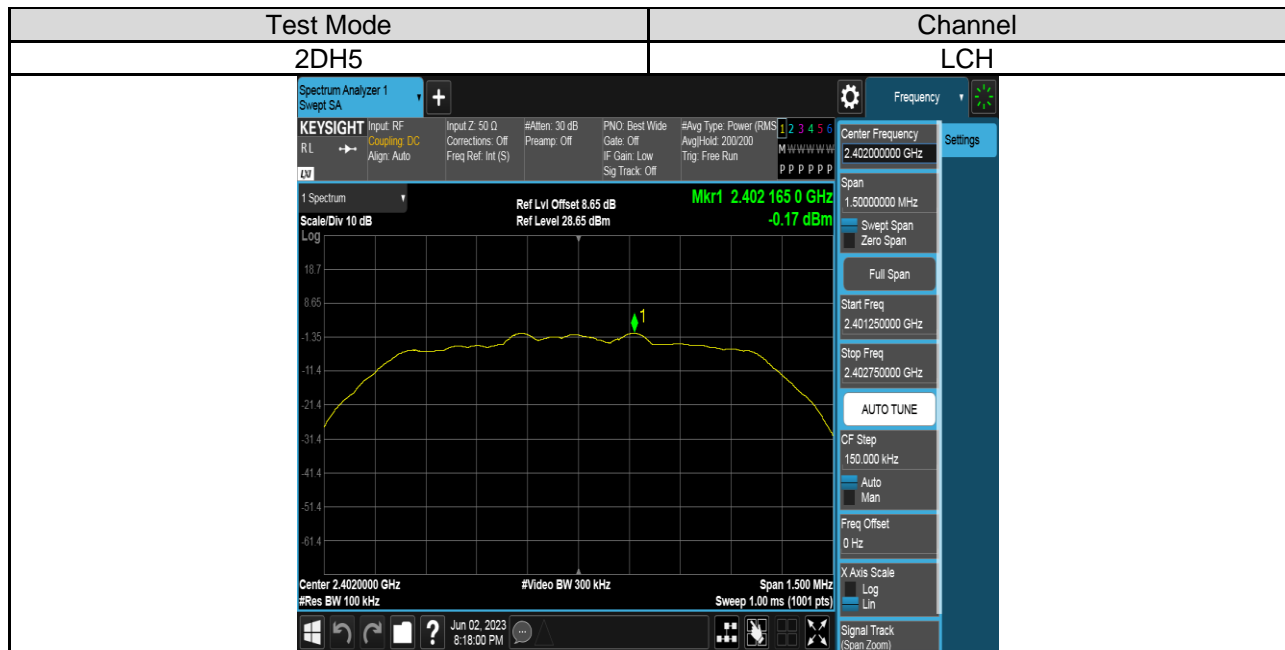 Test Mode Channel
2DH5 LCH
Spectrum Analyzer 1
Swept SA
Frequency
KEYSIGHT Input: RF Input Z: 50 Ω #Atten: 30 dB PNO: Best Wide #Avg Type: Power (RMS 1 2 3 4 5 6
RL Coupling: DC Corrections: Off Preamp: Off Gate: Off Avg|Hold: 200/200 M W W W W W
Align: Auto Freq Ref: Int (S) IF Gain: Low Trig: Free Run
LXI Sig Track: Off P P P P P P
Center Frequency
2.402000000 GHz
Settings
1 Spectrum
Scale/Div 10 dB
Ref Lvl Offset 8.65 dB
Ref Level 28.65 dBm
Mkr1 2.402 165 0 GHz
-0.17 dBm
Log
18.7
8.65
-1.35
-11.4
-21.4
-31.4
-41.4
-51.4
-61.4
1
Center 2.4020000 GHz #Video BW 300 kHz Span 1.500 MHz
#Res BW 100 kHz Sweep 1.00 ms (1001 pts)
Span
1.50000000 MHz
Swept Span
Zero Span
Full Span
Start Freq
2.401250000 GHz
Stop Freq
2.402750000 GHz
AUTO TUNE
CF Step
150.000 kHz
Auto
Man
Freq Offset
0 Hz
X Axis Scale
Log
Lin
Signal Track
(Span Zoom)
? Jun 02, 2023
8:18:00 PM